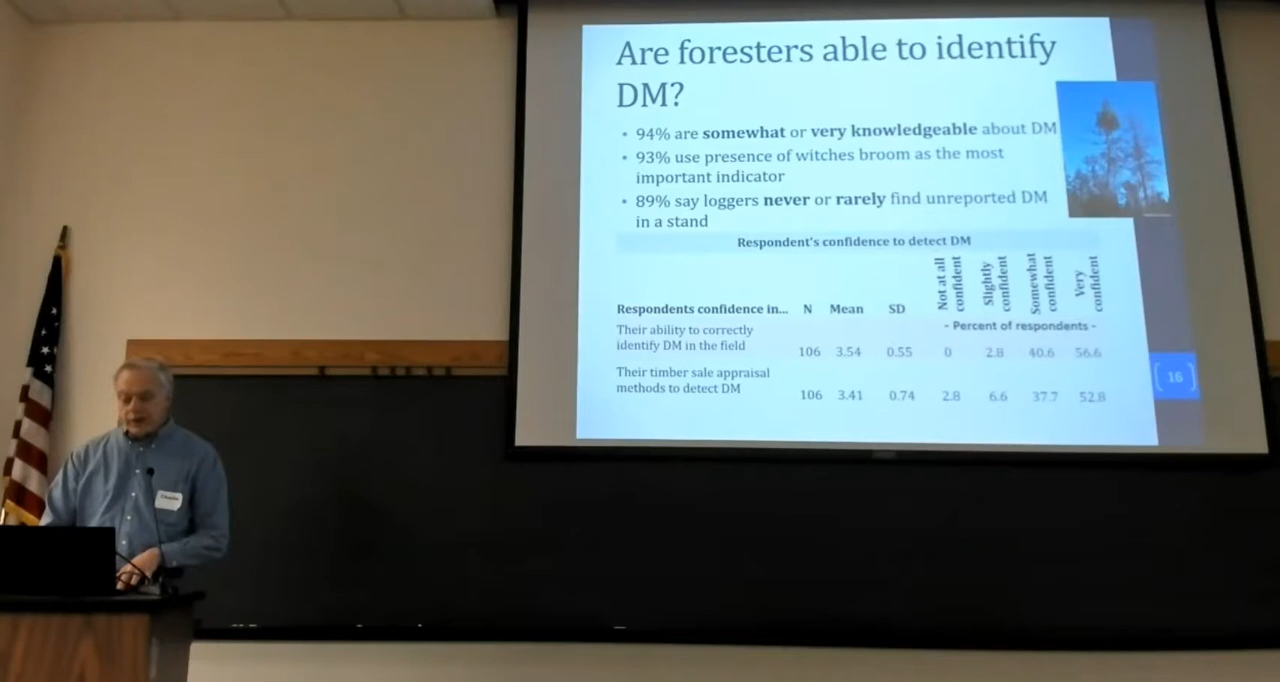 Are foresters able to identify
DM?
• 94% are somewhat or very knowledgeable about DM
• 93% use presence of witches broom as the most
important indicator
• 89% say loggers never or rarely find unreported DM
in a stand
Respondent's confidence to detect DM
Respondents confidence in... N Mean SD Not at all confident Slightly confident Somewhat confident Very confident
- Percent of respondents -
Their ability to correctly
identify DM in the field 106 3.54 0.55 0 2.8 40.6 56.6
Their timber sale appraisal
methods to detect DM 106 3.41 0.74 2.8 6.6 37.7 52.8
16